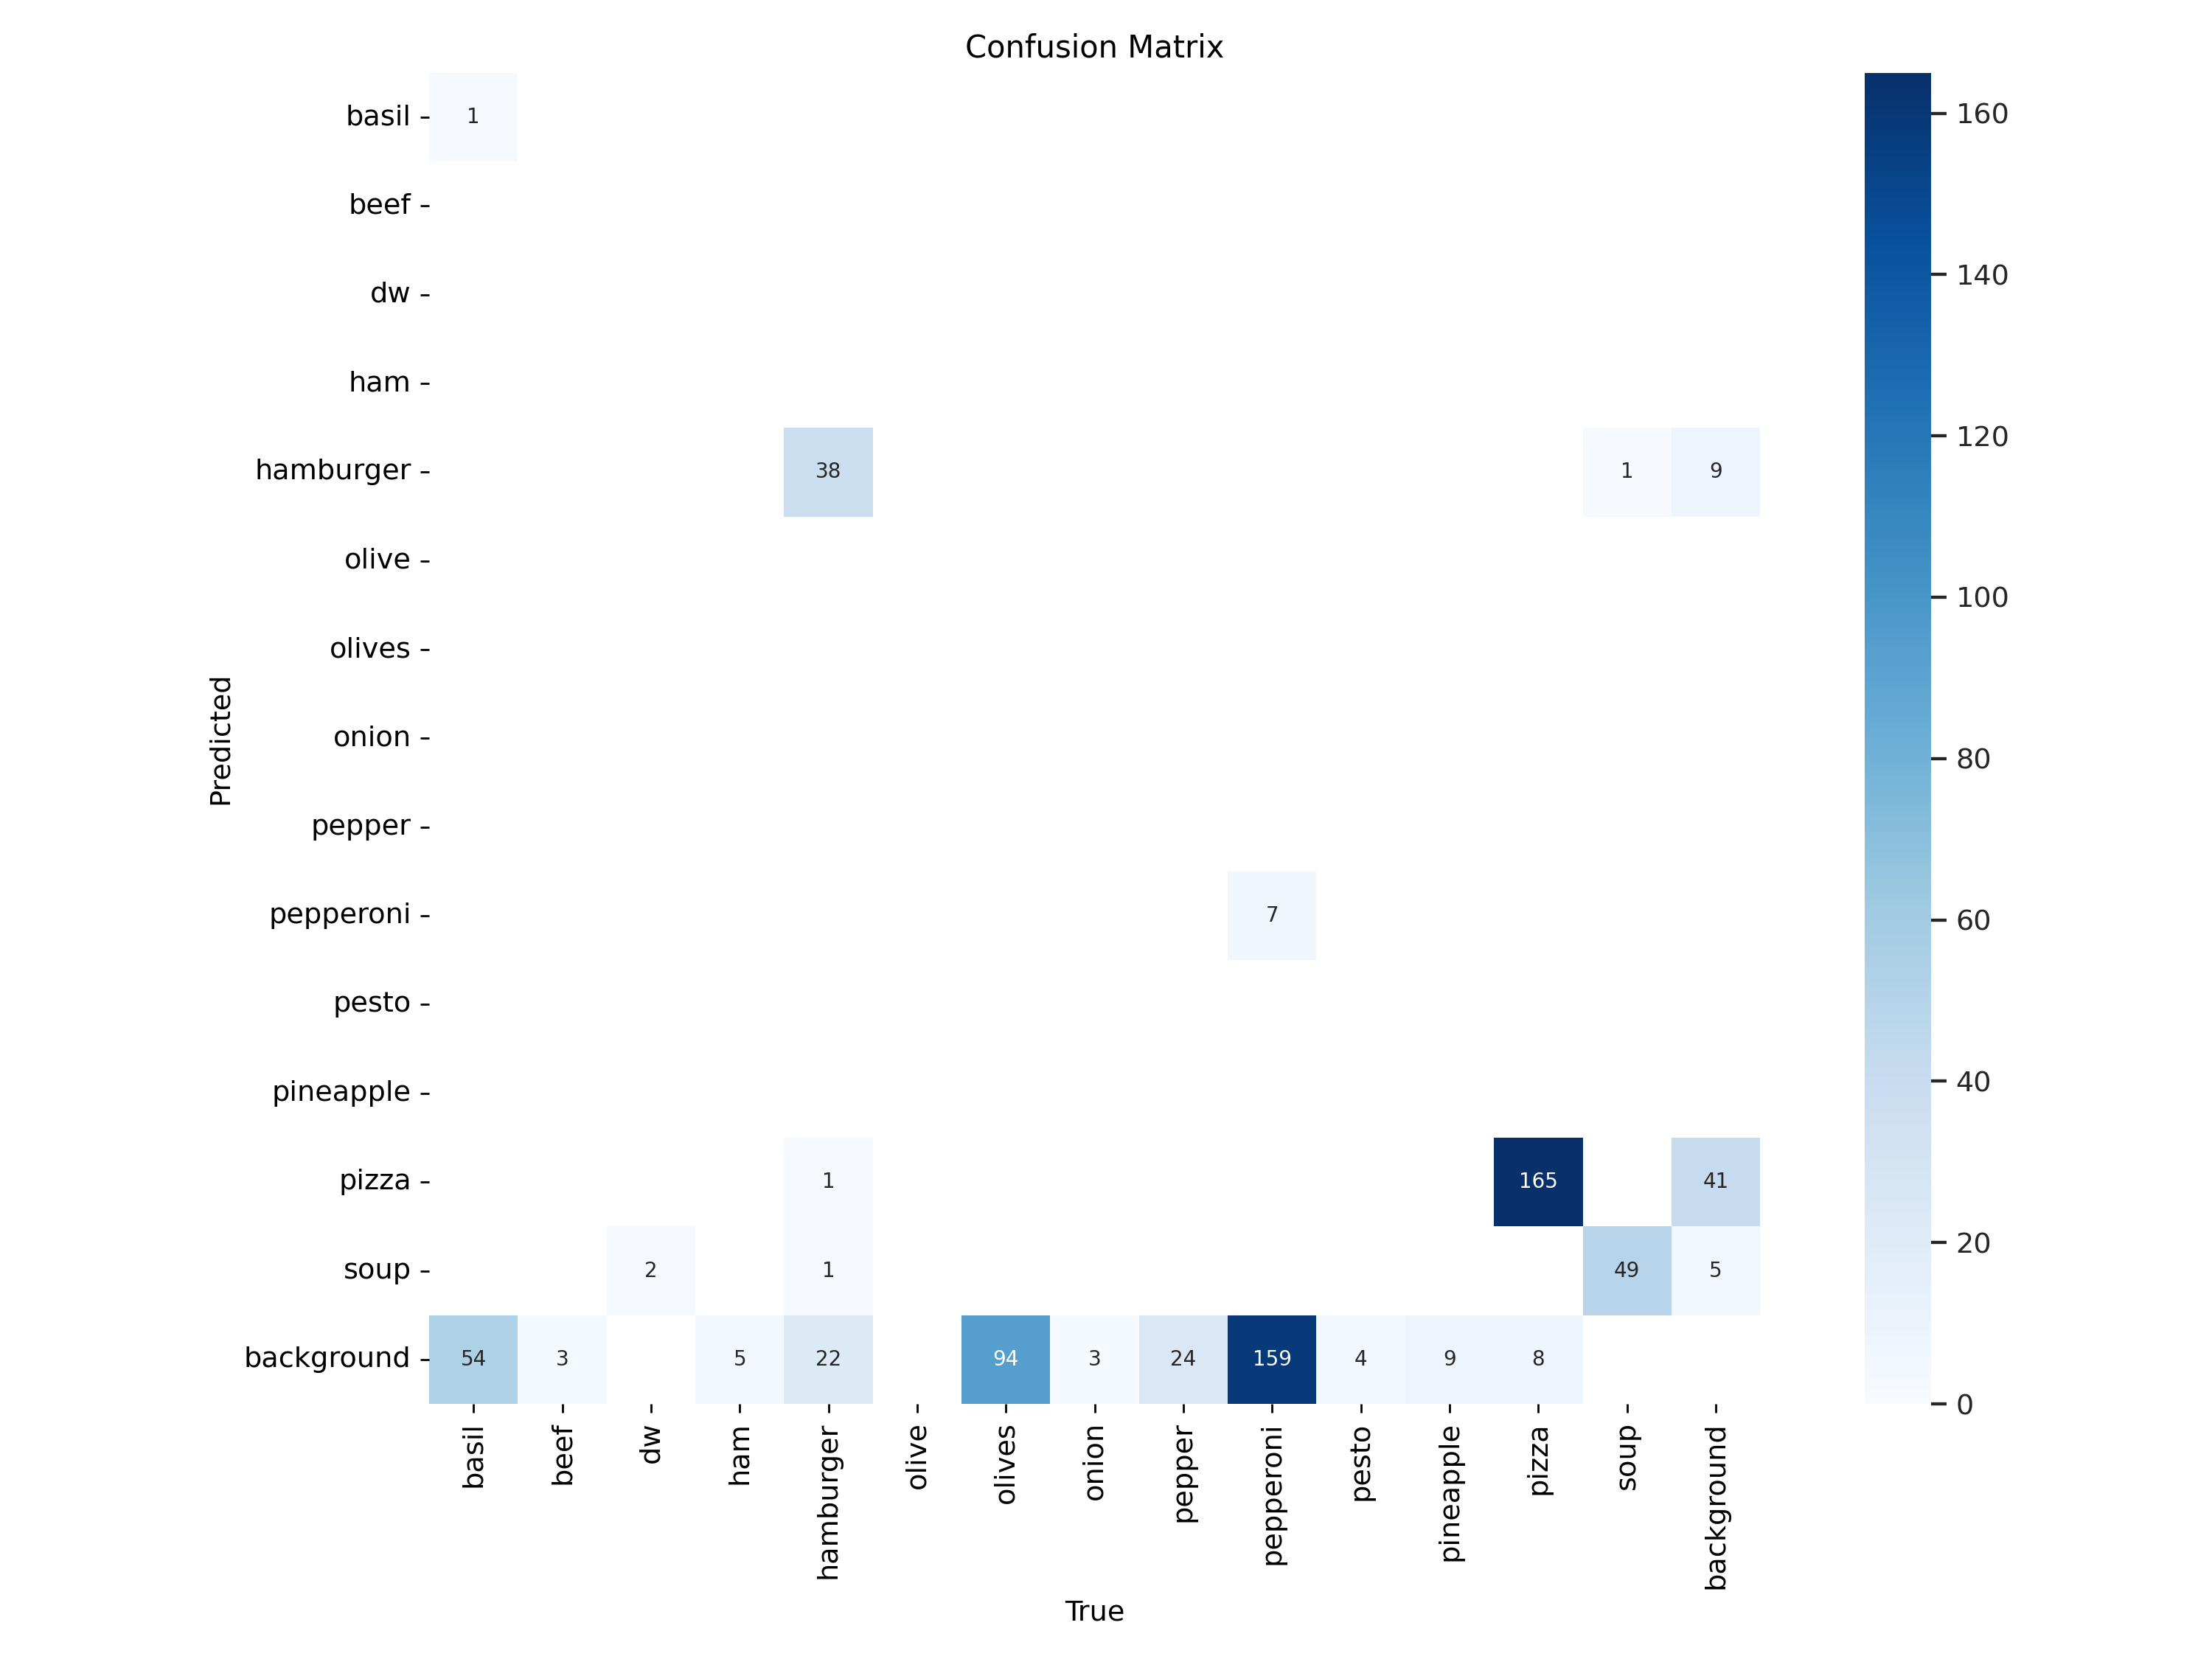 Confusion Matrix
basil
1
beef
dw
ham
hamburger
38 1 9
olive
olives
onion
pepper
pepperoni
7
pesto
pineapple
pizza
1 165 41
soup
2 1 49 5
background
54 3 5 22 94 3 24 159 4 9 8
Predicted
basil beef dw ham hamburger olive olives onion pepper pepperoni pesto pineapple pizza soup background
True
160
140
120
100
80
60
40
20
0